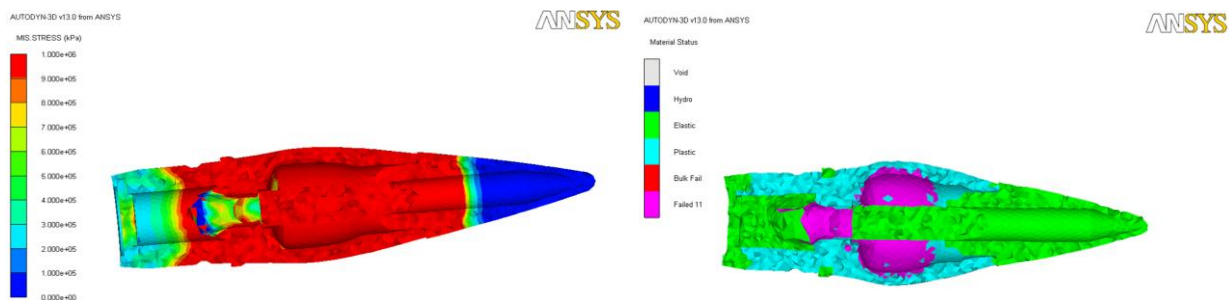 AUTODYN-3D v13.0 from ANSYS
ANSYS
MIS.STRESS (kPa)
1.000e+06
9.000e+05
8.000e+05
7.000e+05
6.000e+05
5.000e+05
4.000e+05
3.000e+05
2.000e+05
1.000e+05
0.000e+00
AUTODYN-3D v13.0 from ANSYS
ANSYS
Material Status
Void
Hydro
Elastic
Plastic
Bulk Fail
Failed 11